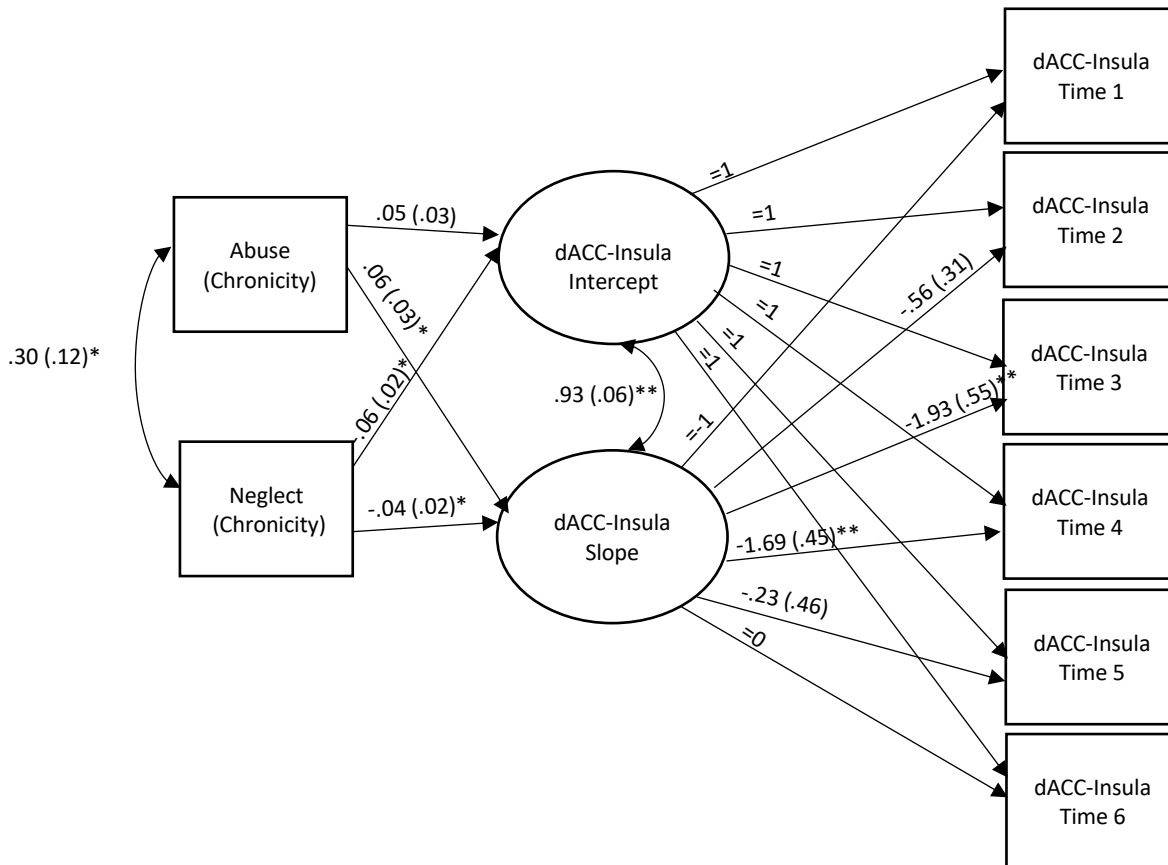 dACC-Insula
Time 1
dACC-Insula
Time 2
dACC-Insula
Time 3
dACC-Insula
Time 4
dACC-Insula
Time 5
dACC-Insula
Time 6
Abuse
(Chronicity)
Neglect
(Chronicity)
dACC-Insula
Intercept
dACC-Insula
Slope
.30 (.12)*
.05 (.03)
.06 (.03)*
-.06 (.02)*
-.04 (.02)*
.93 (.06)**
=1
=1
=1
=1
=1
=1
=-1
-.56 (.31)
-1.93 (.55)**
-1.69 (.45)**
-.23 (.46)
=0